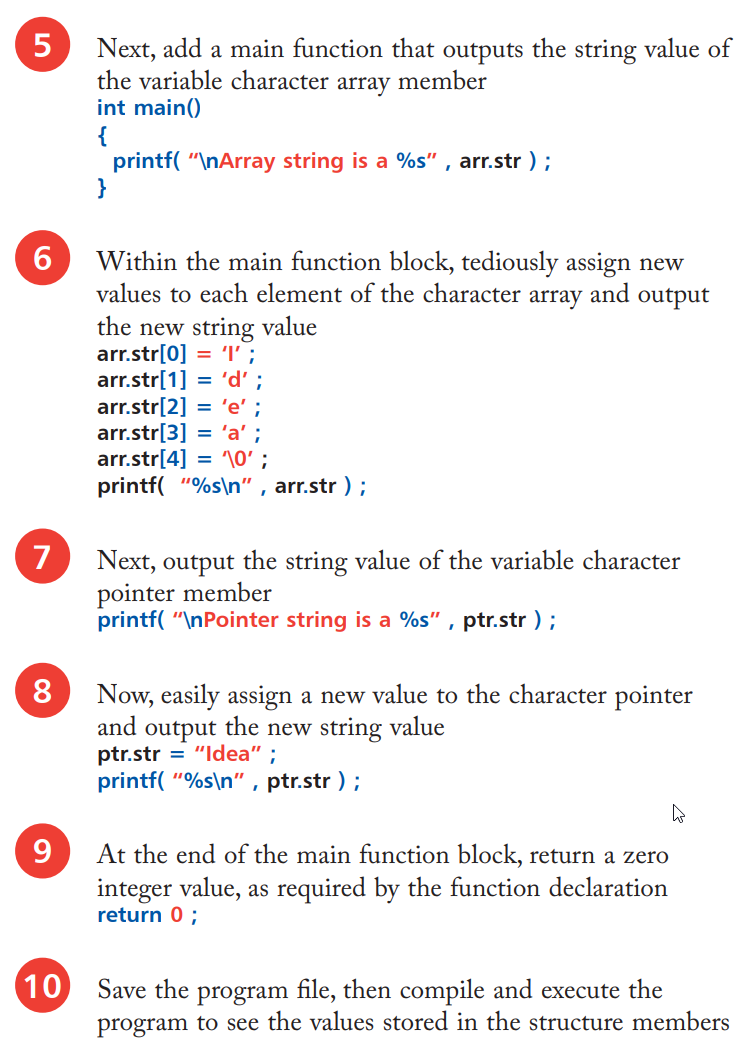 5
Next, add a main function that outputs the string value of
the variable character array member
int main()
{
printf( “\nArray string is a %s” , arr.str ) ;
}
6
Within the main function block, tediously assign new
values to each element of the character array and output
the new string value
arr.str[0] = ‘I’ ;
arr.str[1] = ‘d’ ;
arr.str[2] = ‘e’ ;
arr.str[3] = ‘a’ ;
arr.str[4] = ‘\0’ ;
printf( “%s\n” , arr.str ) ;
7
Next, output the string value of the variable character
pointer member
printf( “\nPointer string is a %s” , ptr.str ) ;
8
Now, easily assign a new value to the character pointer
and output the new string value
ptr.str = “Idea” ;
printf( “%s\n” , ptr.str ) ;
9
At the end of the main function block, return a zero
integer value, as required by the function declaration
return 0 ;
10
Save the program file, then compile and execute the
program to see the values stored in the structure members